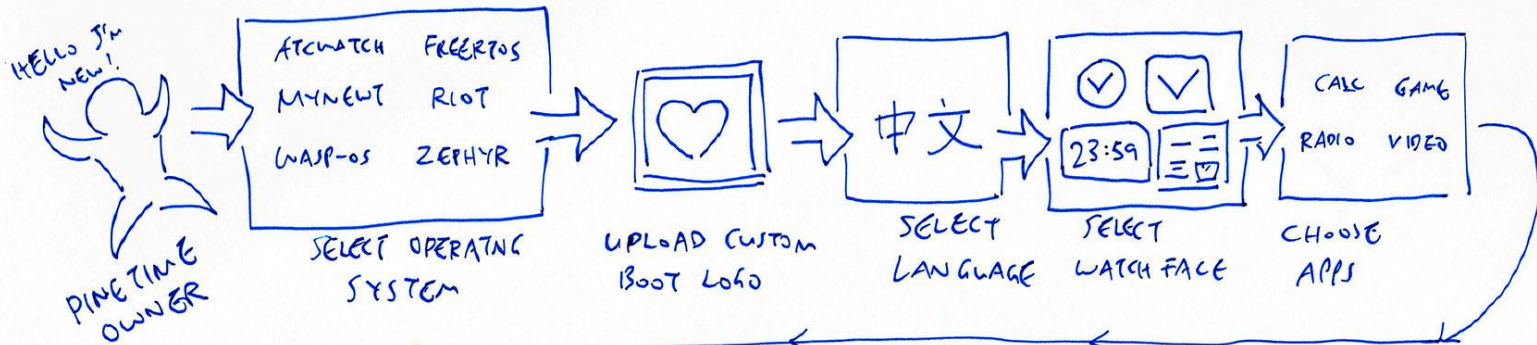 HELLO I'M
NEW!
PINETIME
OWNER
ATCWATCH FREERTOS
MYNEWT RIOT
WASP-OS ZEPHYR
SELECT OPERATNG
SYSTEM
UPLOAD CUSTOM
BOOT LOGO
中文
SELECT
LANGUAGE
23:59
SELECT
WATCH FACE
CALC GAME
RADIO VIDEO
CHOOSE
APPS